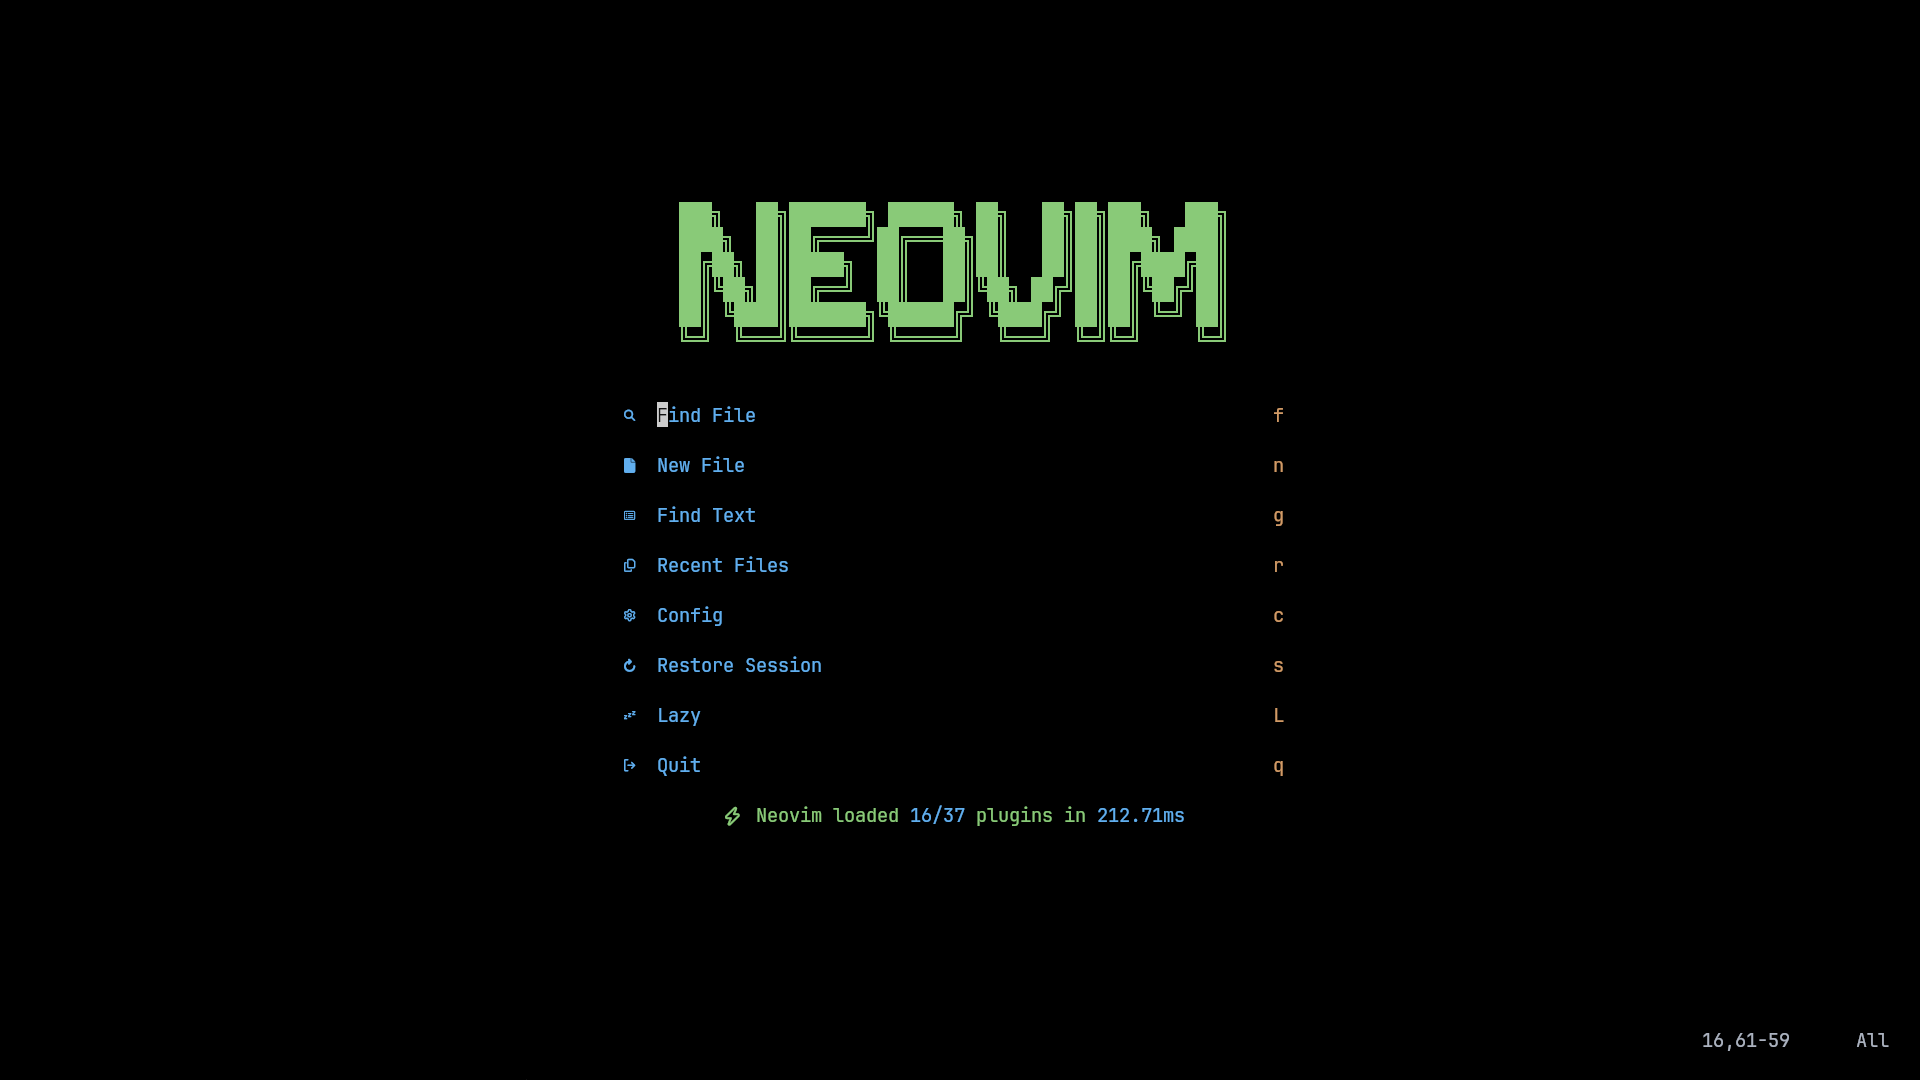 NEOVIM
Find File f
New File n
Find Text g
Recent Files r
Config c
Restore Session s
Lazy L
Quit q
Neovim loaded 16/37 plugins in 212.71ms
16,61-59 All